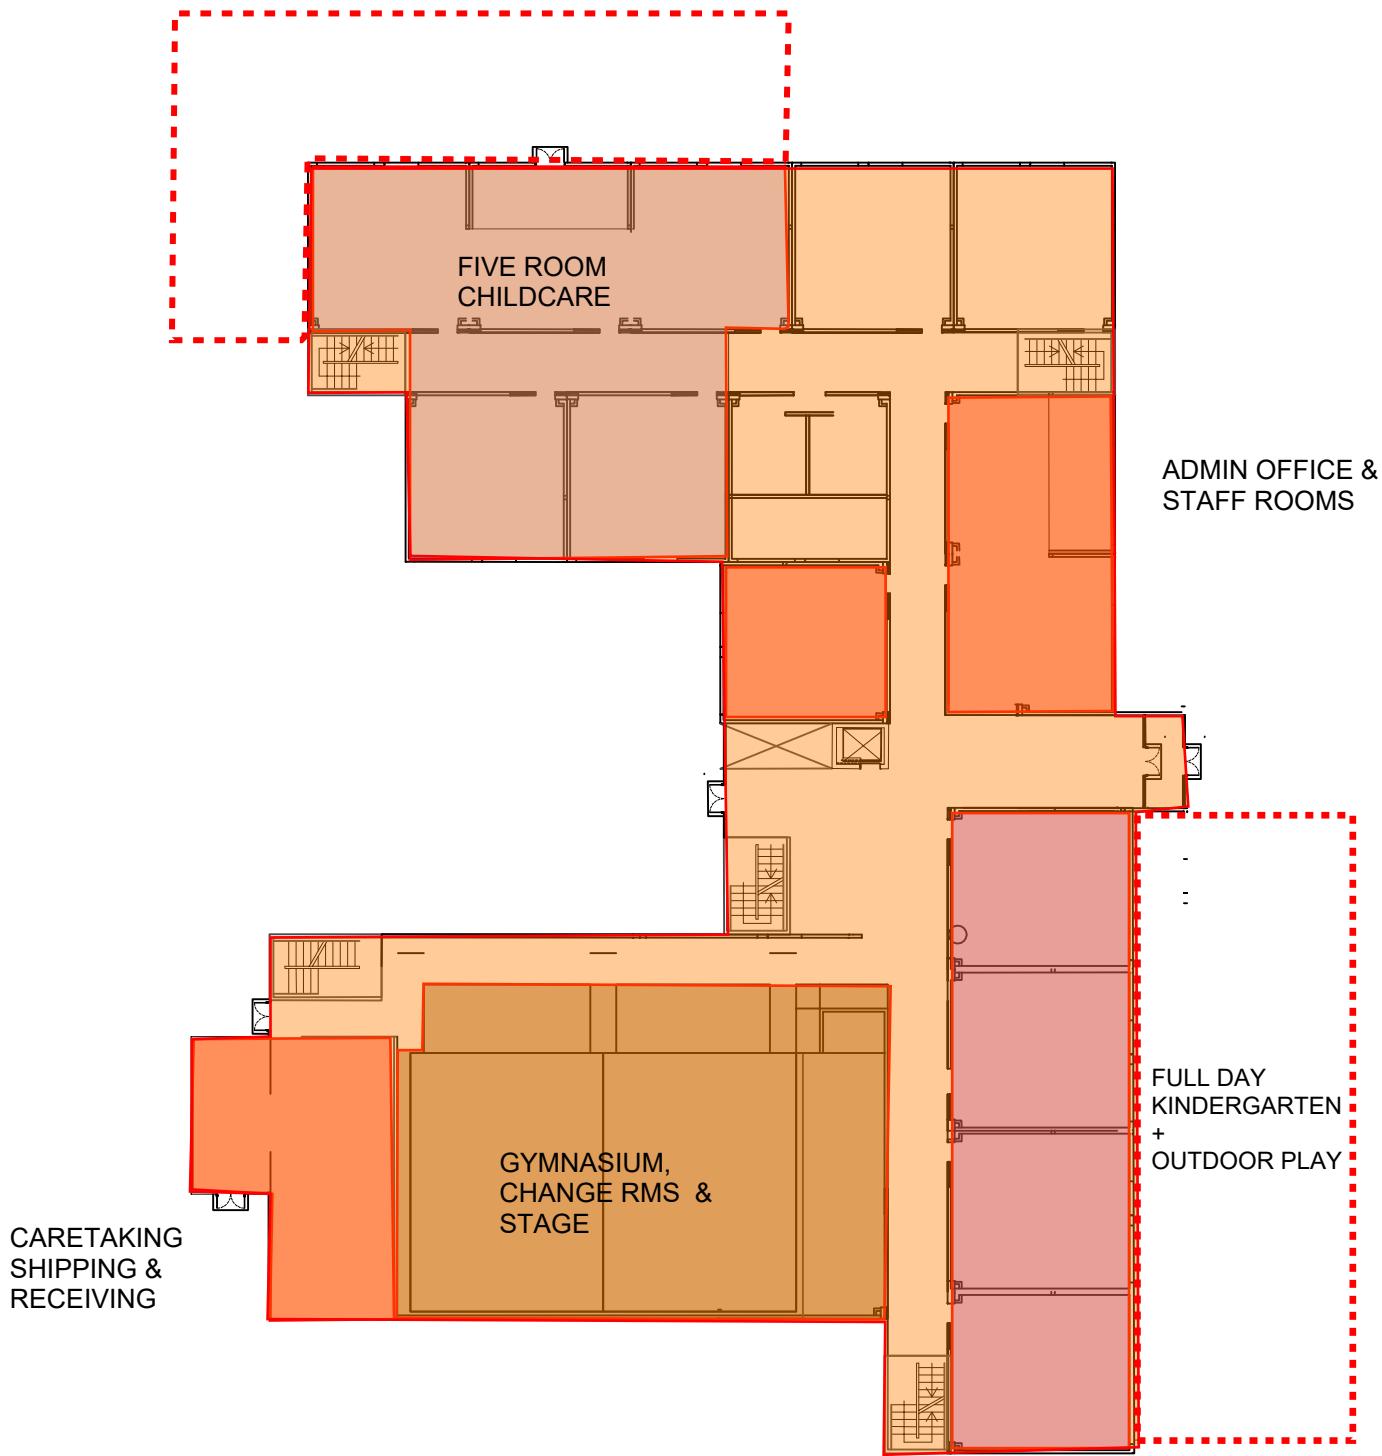 FIVE ROOM
CHILDCARE
ADMIN OFFICE &
STAFF ROOMS
FULL DAY
KINDERGARTEN
+
OUTDOOR PLAY
GYMNASIUM,
CHANGE RMS &
STAGE
CARETAKING
SHIPPING &
RECEIVING